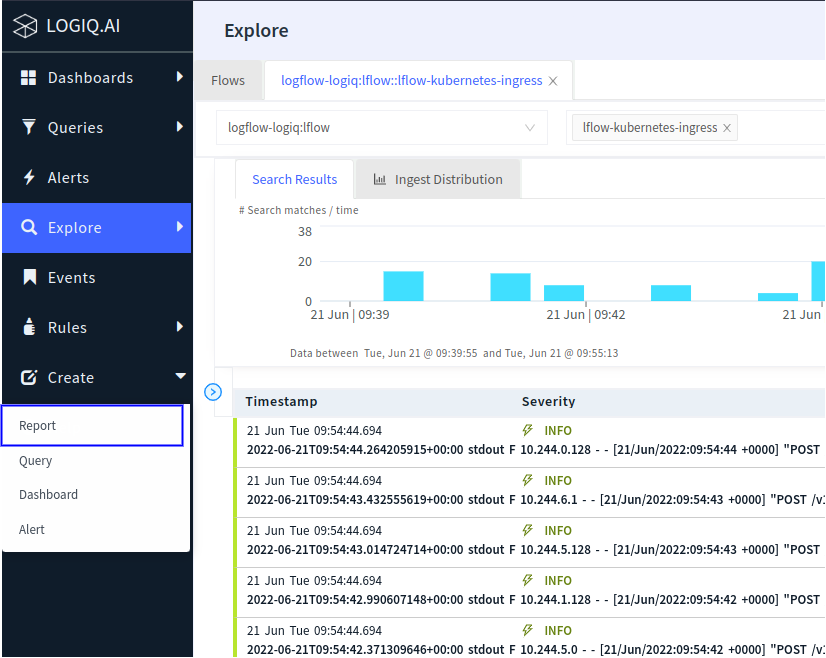 LOGIQ.AI
Dashboards
Queries
Alerts
Explore
Events
Rules
Create
Report
Query
Dashboard
Alert
Explore
Flows
logflow-logiq:lflow::lflow-kubernetes-ingress
logflow-logiq:lflow
lflow-kubernetes-ingress
Search Results
Ingest Distribution
# Search matches / time
38
20
0
21 Jun | 09:39
21 Jun | 09:42
21 Jun
Data between Tue, Jun 21 @ 09:39:55 and Tue, Jun 21 @ 09:55:13
Timestamp Severity
21 Jun Tue 09:54:44.694 INFO
2022-06-21T09:54:44.264205915+00:00 stdout F 10.244.0.128 - - [21/Jun/2022:09:54:44 +0000] "POST
21 Jun Tue 09:54:44.694 INFO
2022-06-21T09:54:43.432555619+00:00 stdout F 10.244.6.1 - - [21/Jun/2022:09:54:43 +0000] "POST /v1
21 Jun Tue 09:54:44.694 INFO
2022-06-21T09:54:43.014724714+00:00 stdout F 10.244.5.128 - - [21/Jun/2022:09:54:43 +0000] "POST
21 Jun Tue 09:54:44.694 INFO
2022-06-21T09:54:42.990607148+00:00 stdout F 10.244.1.128 - - [21/Jun/2022:09:54:42 +0000] "POST
21 Jun Tue 09:54:44.694 INFO
2022-06-21T09:54:42.371309646+00:00 stdout F 10.244.5.0 - - [21/Jun/2022:09:54:42 +0000] "POST /v1